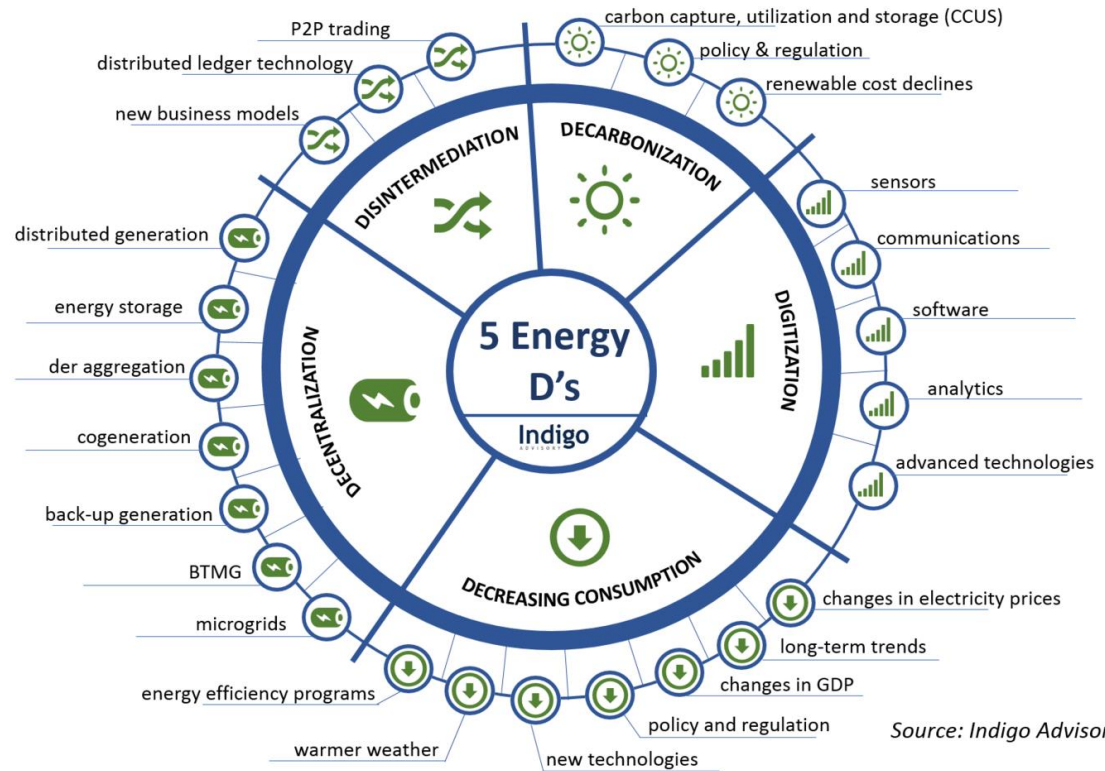 P2P trading
distributed ledger technology
new business models
carbon capture, utilization and storage (CCUS)
policy & regulation
renewable cost declines
DISINTERMEDIATION
DECARBONIZATION
sensors
communications
software
analytics
advanced technologies
DIGITIZATION
distributed generation
energy storage
der aggregation
cogeneration
back-up generation
BTMG
microgrids
DECENTRALIZATION
5 Energy
D's
Indigo
ADVISORY
DECREASING CONSUMPTION
changes in electricity prices
long-term trends
changes in GDP
policy and regulation
new technologies
warmer weather
energy efficiency programs
Source: Indigo Advisor